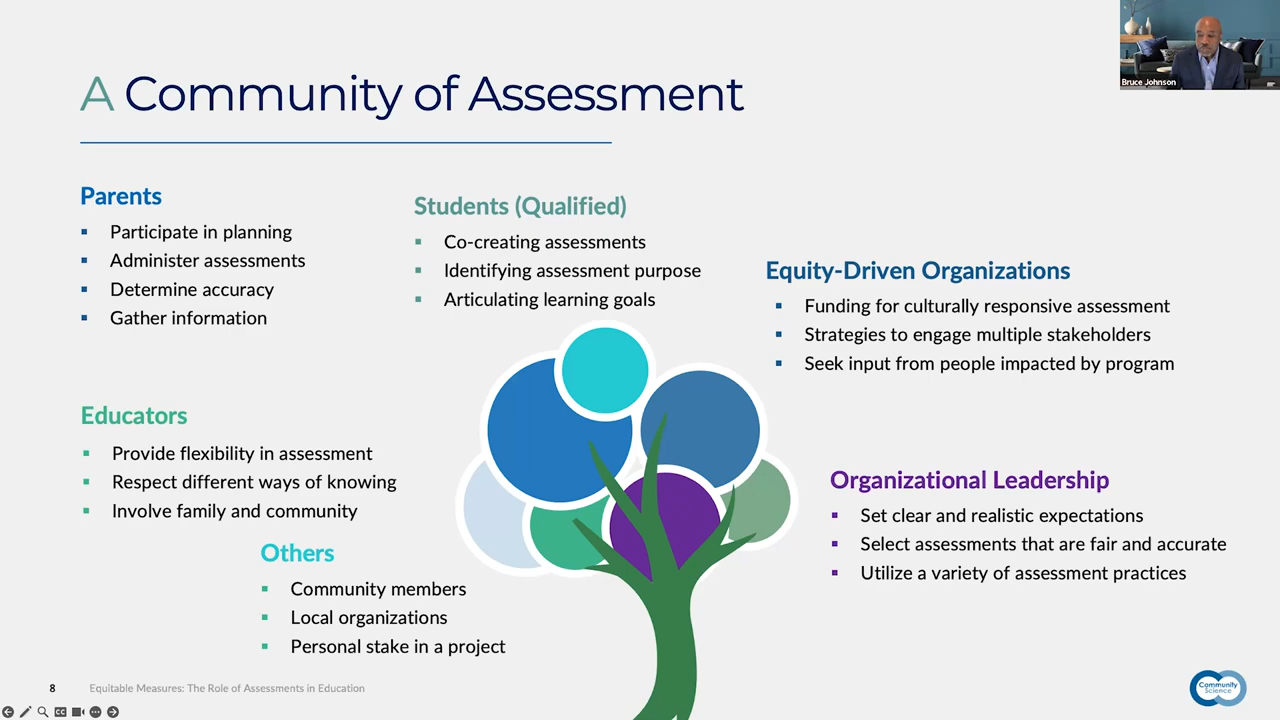 Bruce Johnson
A Community of Assessment
Parents
Participate in planning
Administer assessments
Determine accuracy
Gather information
Students (Qualified)
Co-creating assessments
Identifying assessment purpose
Articulating learning goals
Equity-Driven Organizations
Funding for culturally responsive assessment
Strategies to engage multiple stakeholders
Seek input from people impacted by program
Educators
Provide flexibility in assessment
Respect different ways of knowing
Involve family and community
Organizational Leadership
Set clear and realistic expectations
Select assessments that are fair and accurate
Utilize a variety of assessment practices
Others
Community members
Local organizations
Personal stake in a project
8 Equitable Measures: The Role of Assessments in Education
Community
Science
CC